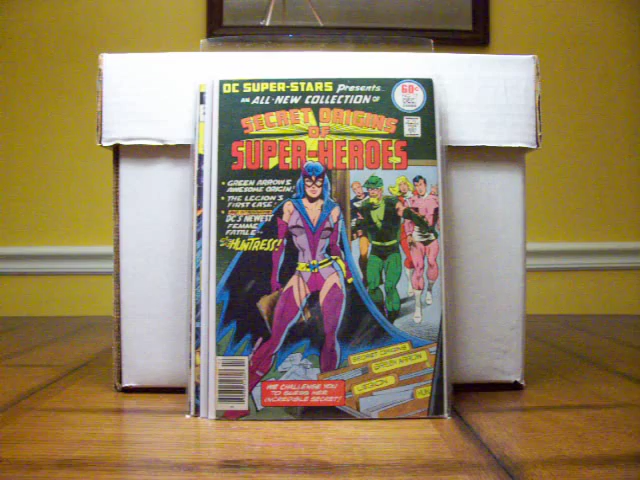 DC SUPER-STARS Presents...
AN ALL-NEW COLLECTION OF
SECRET ORIGINS
OF
SUPER-HEROES
60¢
• GREEN ARROW'S
AWESOME ORIGIN!
• THE LEGION'S
FIRST CASE!
DC'S NEWEST
FEMME
FATALE--
HUNTRESS!
SECRET ORIGINS
GREEN ARROW
LEGION
WE CHALLENGE YOU
TO GUESS HER
INCREDIBLE SECRET!